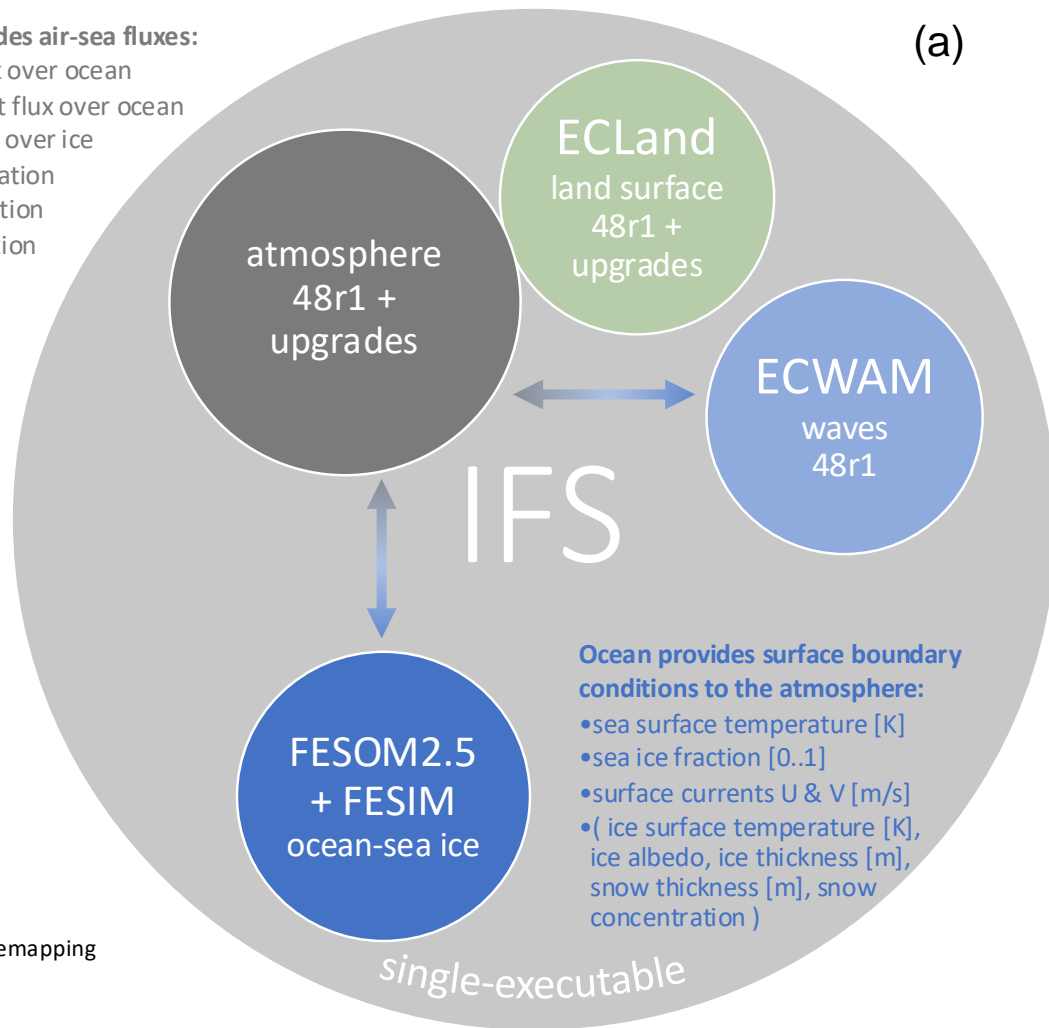 des air-sea fluxes:
over ocean
t flux over ocean
over ice
ation
tion
tion
(a)
ECLand
land surface
48r1 +
upgrades
atmosphere
48r1 +
upgrades
ECWAM
waves
48r1
IFS
FESOM2.5
+ FESIM
ocean-sea ice
Ocean provides surface boundary
conditions to the atmosphere:
•sea surface temperature [K]
•sea ice fraction [0..1]
•surface currents U & V [m/s]
•( ice surface temperature [K],
ice albedo, ice thickness [m],
snow thickness [m], snow
concentration )
emapping
single-executable